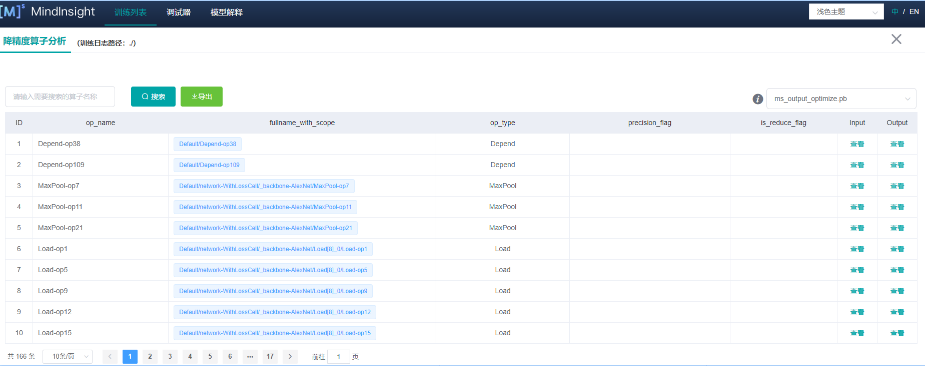 [M]s MindInsight 训练列表 调试器 模型解释 浅色主题 中 / EN
降精度算子分析 (训练日志路径: ./)
请输入需要搜索的算子名称 搜索 导出 ms_output_optimize.pb
ID op_name fullname_with_scope op_type precision_flag is_reduce_flag Input Output
1 Depend-op38 Default/Depend-op38 Depend 查看 查看
2 Depend-op109 Default/Depend-op109 Depend 查看 查看
3 MaxPool-op7 Default/network-WithLossCell/_backbone-AlexNet/MaxPool-op7 MaxPool 查看 查看
4 MaxPool-op11 Default/network-WithLossCell/_backbone-AlexNet/MaxPool-op11 MaxPool 查看 查看
5 MaxPool-op21 Default/network-WithLossCell/_backbone-AlexNet/MaxPool-op21 MaxPool 查看 查看
6 Load-op1 Default/network-WithLossCell/_backbone-AlexNet/Load[8]_0/Load-op1 Load 查看 查看
7 Load-op5 Default/network-WithLossCell/_backbone-AlexNet/Load[8]_0/Load-op5 Load 查看 查看
8 Load-op9 Default/network-WithLossCell/_backbone-AlexNet/Load[8]_0/Load-op9 Load 查看 查看
9 Load-op12 Default/network-WithLossCell/_backbone-AlexNet/Load[8]_0/Load-op12 Load 查看 查看
10 Load-op15 Default/network-WithLossCell/_backbone-AlexNet/Load[8]_0/Load-op15 Load 查看 查看
共 166 条 10条/页 1 2 3 4 5 6 ••• 17 前往 1 页